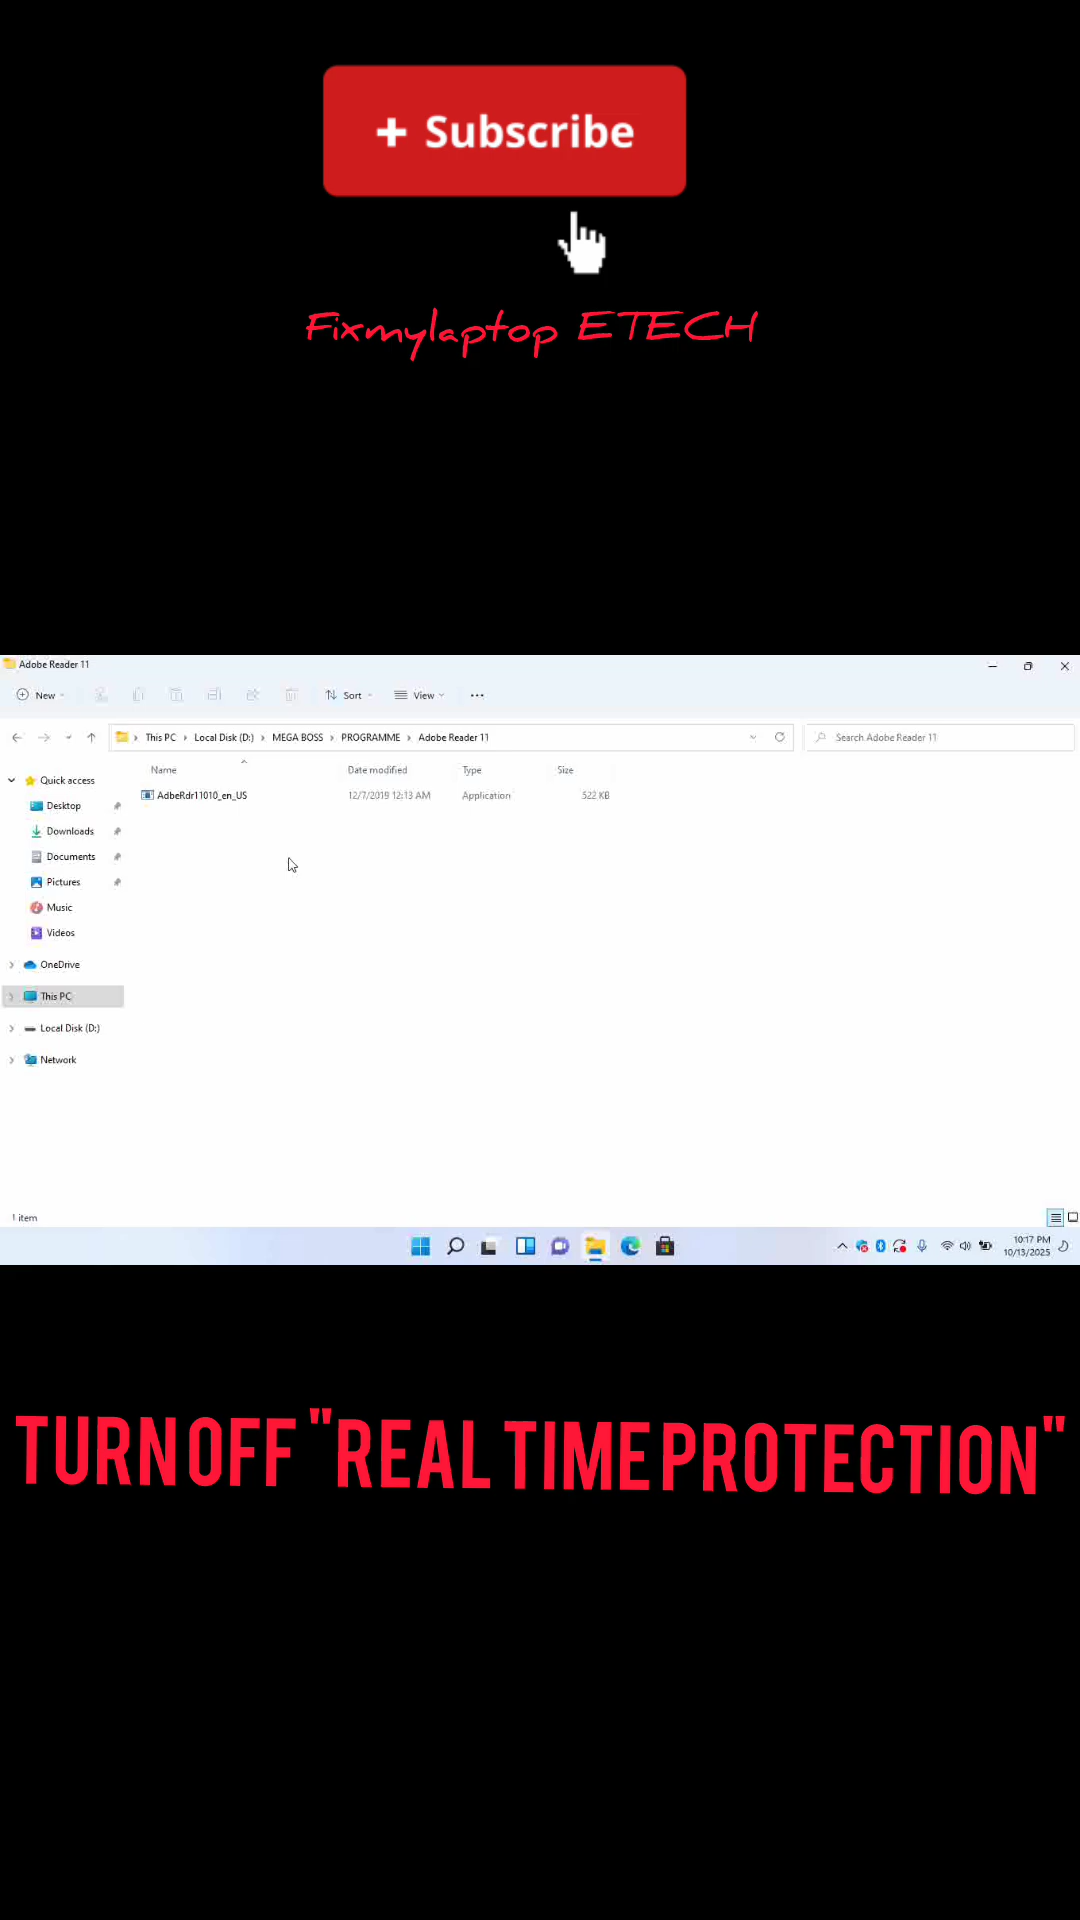 + Subscribe
Fixmylaptop ETECH
Adobe Reader 11
New
Sort
View
This PC > Local Disk (D:) > MEGA BOSS > PROGRAMME > Adobe Reader 11
Search Adobe Reader 11
Name Date modified Type Size
AdbeRdr11010_en_US 12/7/2019 12:13 AM Application 522 KB
Quick access
Desktop
Downloads
Documents
Pictures
Music
Videos
OneDrive
This PC
Local Disk (D:)
Network
1 item
10:17 PM
10/13/2025
TURN OFF "REAL TIME PROTECTION"